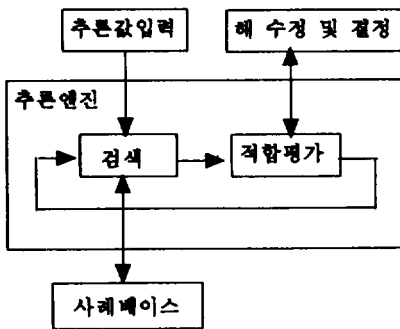 추론값입력
해 수정 및 결정
추론엔진
검색
적합평가
사례베이스